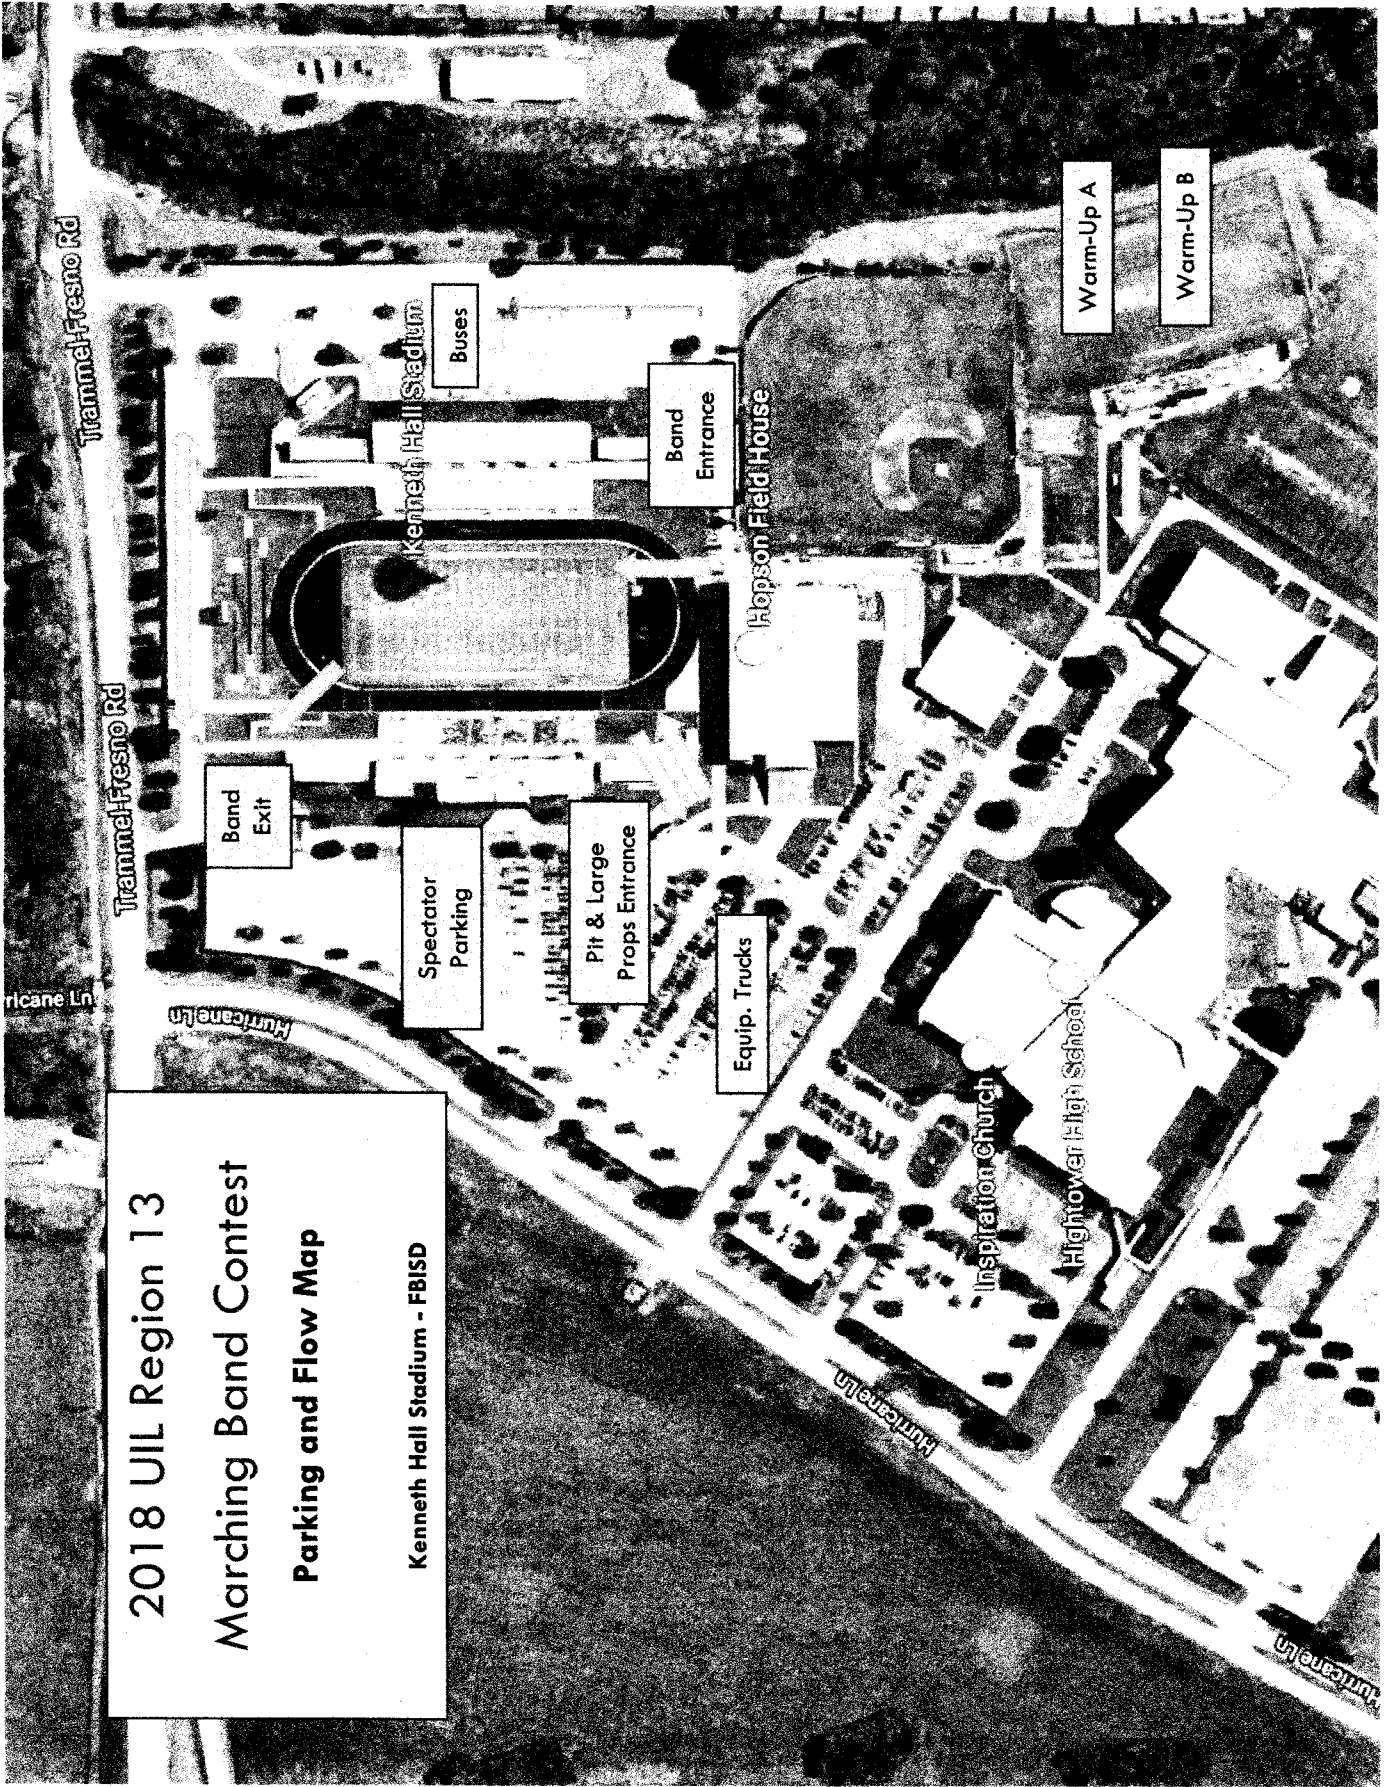 2018 UIL Region 13
Marching Band Contest
Parking and Flow Map
Kenneth Hall Stadium - FBISD
rricane Ln
Hurricane Ln
Trammel-Fresno Rd
Trammel-Fresno Rd
Band
Exit
Spectator
Parking
Pit & Large
Props Entrance
Equip. Trucks
Kenneth Hall Stadium
Buses
Band
Entrance
Hopson Field House
Warm-Up A
Warm-Up B
Inspiration Church
Hightower High School
Hurricane Ln
Hurricane Ln